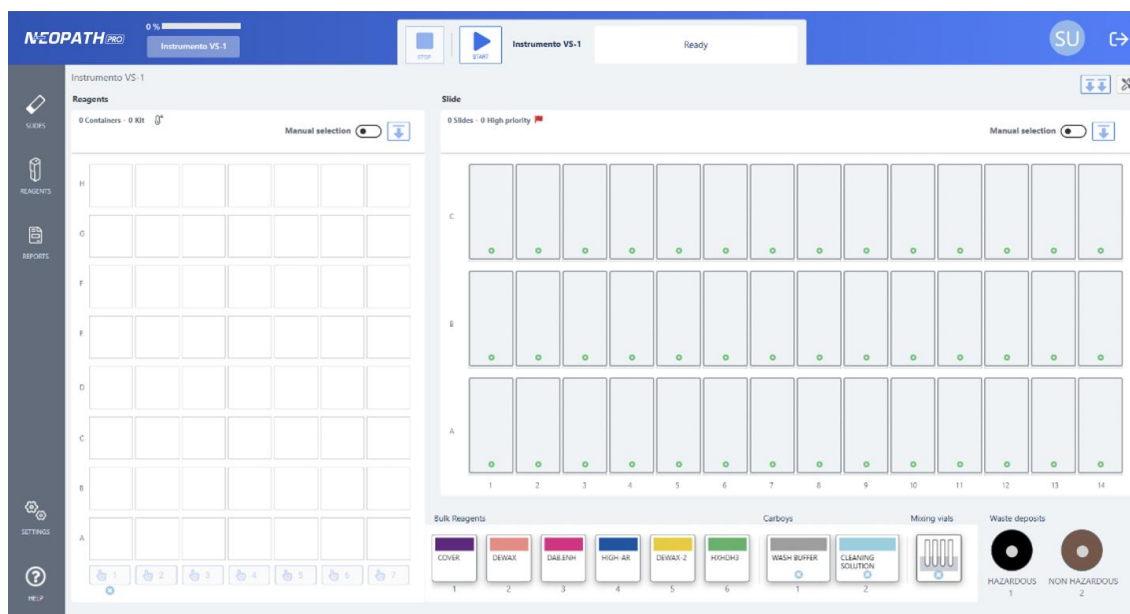 NEOPATH PRO
0 %
Instrumento VS-1
STOP
START
Instrumento VS-1
Ready
SU
Instrumento VS-1
SLIDES
REAGENTS
REPORTS
SETTINGS
HELP
Reagents
0 Containers - 0 Kit
Manual selection
H
G
F
E
D
C
B
A
1 2 3 4 5 6 7
Slide
0 Slides - 0 High priority
Manual selection
C
B
A
1 2 3 4 5 6 7 8 9 10 11 12 13 14
Bulk Reagents
COVER DEWAX DAB.ENH HIGH-AR DEWAX-2 HXHDH2
1 2 3 4 5 6
Carboys
WASH BUFFER
CLEANING
SOLUTION
1 2
Mixing vials
Waste deposits
HAZARDOUS NON HAZARDOUS
1 2